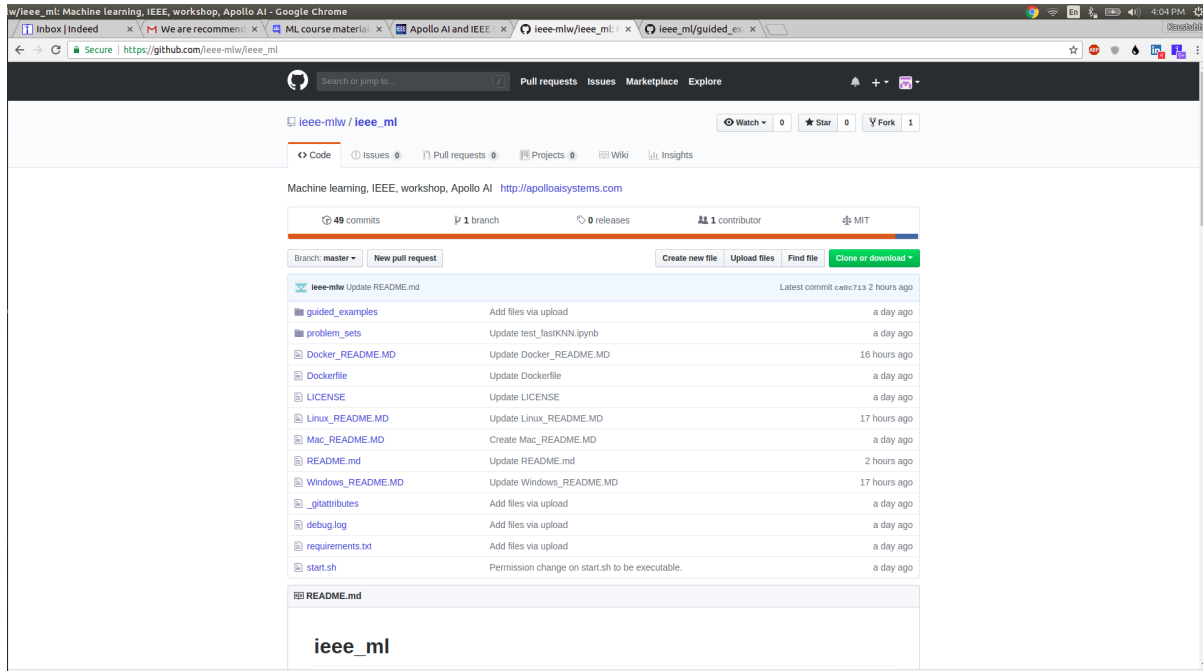 lw/ieee_ml: Machine learning, IEEE, workshop, Apollo AI - Google Chrome
En 4:04 PM
Inbox | Indeed × M We are recommend × ML course material × Apollo AI and IEEE × ieee-mlw/ieee_ml: × ieee_ml/guided_ex ×
Kaustubh
Secure | https://github.com/ieee-mlw/ieee_ml
Search or jump to... / Pull requests Issues Marketplace Explore
ieee-mlw / ieee_ml Watch 0 Star 0 Fork 1
Code Issues 0 Pull requests 0 Projects 0 Wiki Insights
Machine learning, IEEE, workshop, Apollo AI http://apolloaisystems.com
49 commits 1 branch 0 releases 1 contributor MIT
Branch: master New pull request Create new file Upload files Find file Clone or download
ieee-mlw Update README.md Latest commit ca0c713 2 hours ago
guided_examples Add files via upload a day ago
problem_sets Update test_fastKNN.ipynb a day ago
Docker_README.MD Update Docker_README.MD 16 hours ago
Dockerfile Update Dockerfile a day ago
LICENSE Update LICENSE a day ago
Linux_README.MD Update Linux_README.MD 17 hours ago
Mac_README.MD Create Mac_README.MD a day ago
README.md Update README.md 2 hours ago
Windows_README.MD Update Windows_README.MD 17 hours ago
_gitattributes Add files via upload a day ago
debug.log Add files via upload a day ago
requirements.txt Add files via upload a day ago
start.sh Permission change on start.sh to be executable. a day ago
README.md
ieee_ml